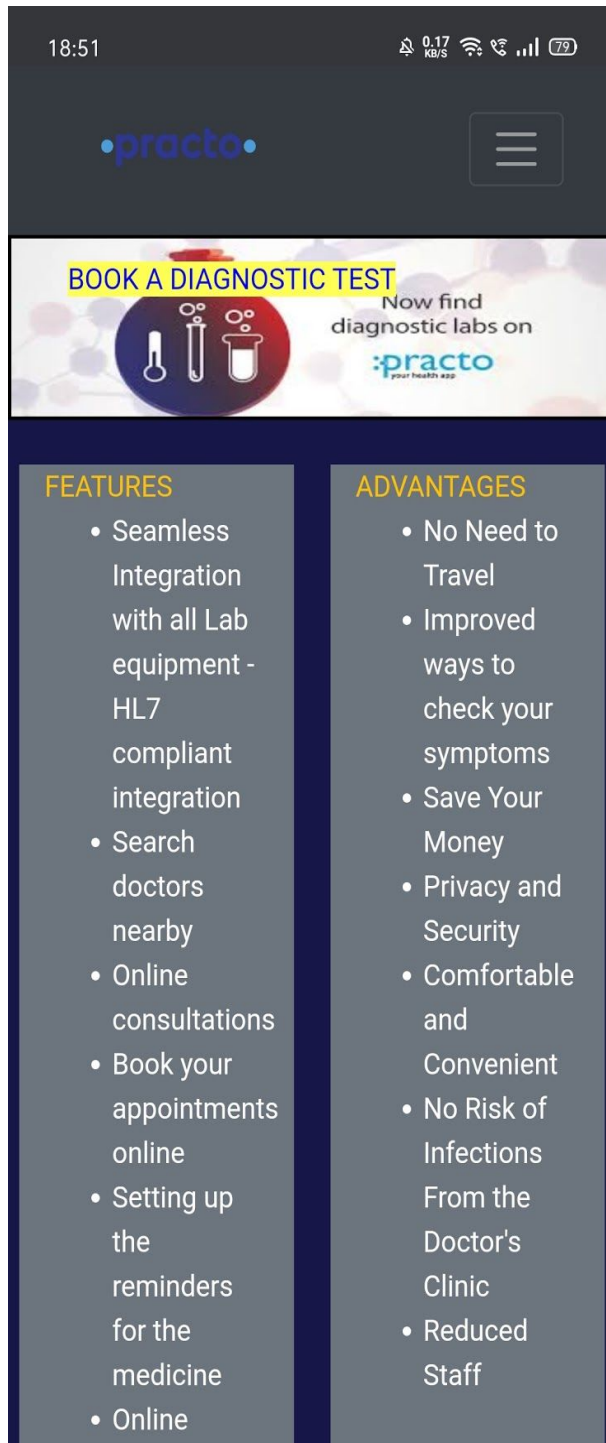 18:51
0.17
KB/S
79
•practo•
BOOK A DIAGNOSTIC TEST
Now find
diagnostic labs on
:practo
your health app
FEATURES
• Seamless
Integration
with all Lab
equipment -
HL7
compliant
integration
• Search
doctors
nearby
• Online
consultations
• Book your
appointments
online
• Setting up
the
reminders
for the
medicine
• Online
ADVANTAGES
• No Need to
Travel
• Improved
ways to
check your
symptoms
• Save Your
Money
• Privacy and
Security
• Comfortable
and
Convenient
• No Risk of
Infections
From the
Doctor's
Clinic
• Reduced
Staff